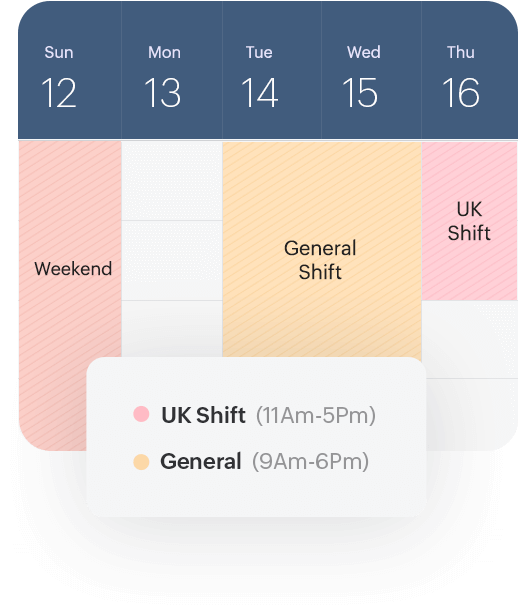 Sun Mon Tue Wed Thu
12 13 14 15 16
Weekend
General
Shift
UK
Shift
UK Shift (11Am-5Pm)
General (9Am-6Pm)